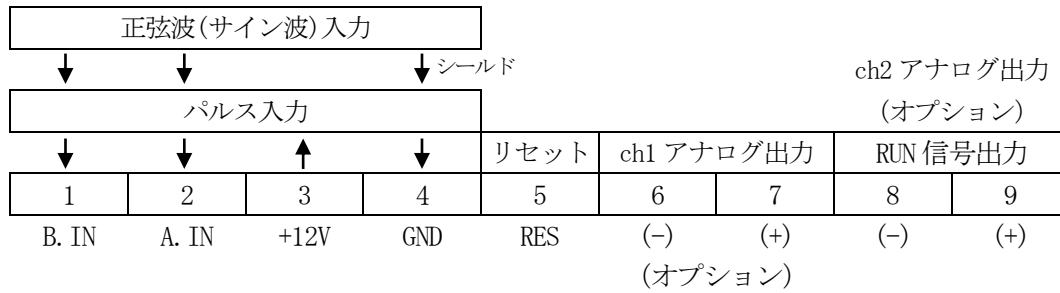 正弦波(サイン波)入力
シールド
ch2 アナログ出力
パルス入力
(オプション)
リセット ch1 アナログ出力 RUN 信号出力
1 2 3 4 5 6 7 8 9
B.IN A.IN +12V GND RES (−) (+) (−) (+)
(オプション)